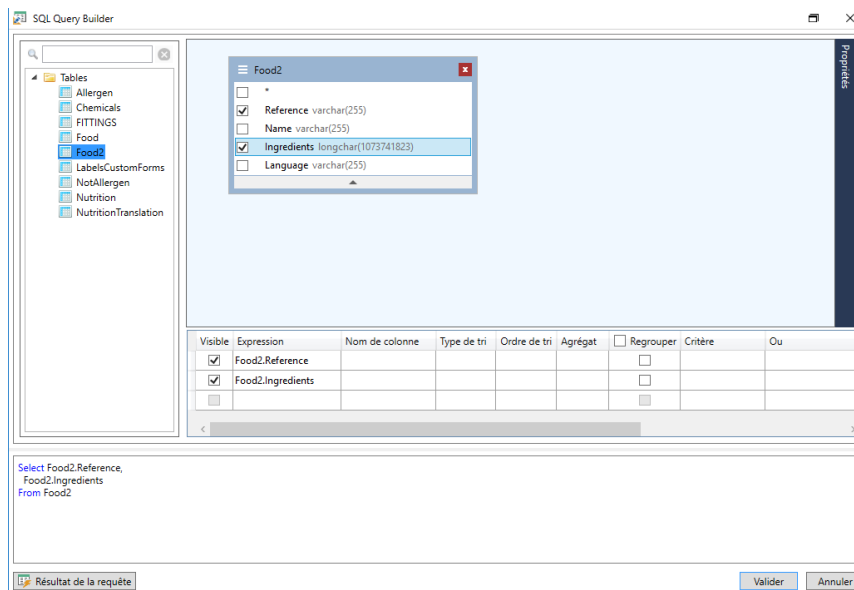 SQL Query Builder
Tables
Allergen
Chemicals
FITTINGS
Food
Food2
LabelsCustomForms
NotAllergen
Nutrition
NutritionTranslation
Food2
*
Reference varchar(255)
Name varchar(255)
Ingredients longchar(1073741823)
Language varchar(255)
Propriétés
Visible Expression Nom de colonne Type de tri Ordre de tri Agrégat Regrouper Critère Ou
Food2.Reference
Food2.Ingredients
Select Food2.Reference,
Food2.Ingredients
From Food2
Résultat de la requête Valider Annuler